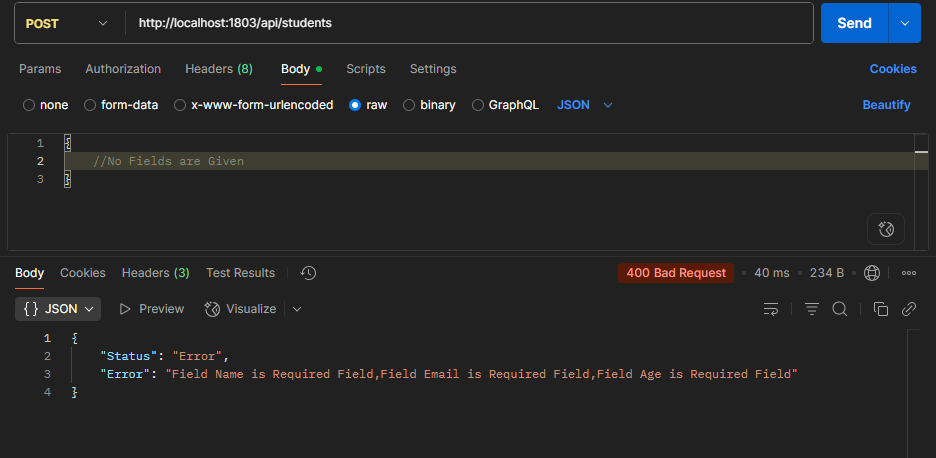 POST http://localhost:1803/api/students Send
Params Authorization Headers (8) Body Scripts Settings Cookies
none form-data x-www-form-urlencoded raw binary GraphQL JSON Beautify
1 {
2 //No Fields are Given
3 }
Body Cookies Headers (3) Test Results 400 Bad Request • 40 ms • 234 B
{} JSON Preview Visualize
1 {
2 "Status": "Error",
3 "Error": "Field Name is Required Field,Field Email is Required Field,Field Age is Required Field"
4 }